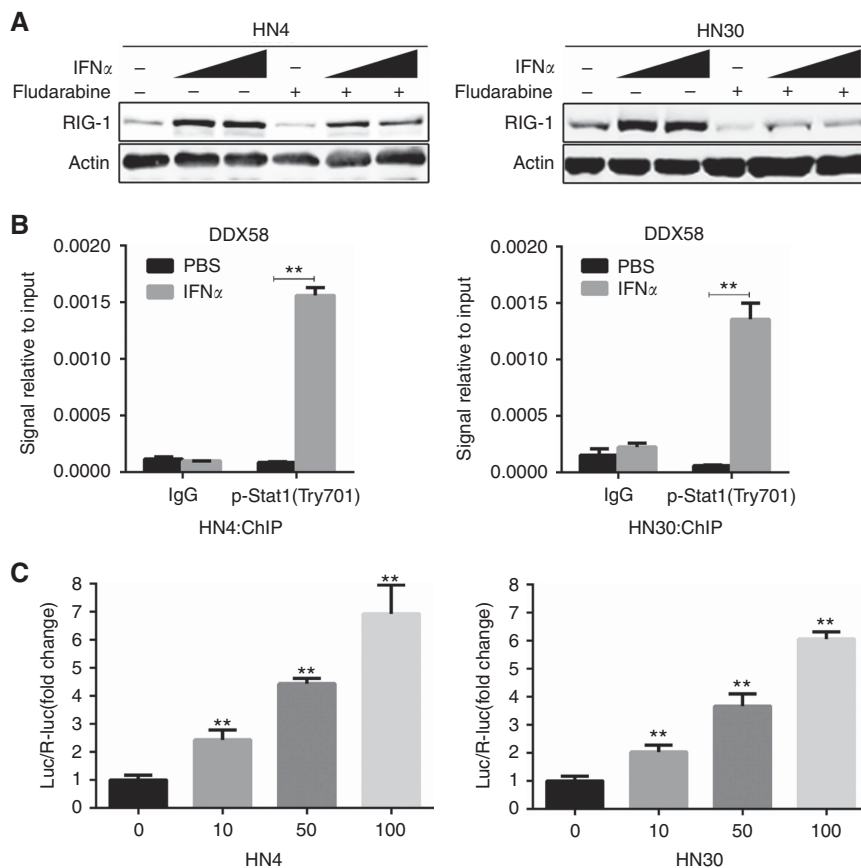 A
HN4
IFNα – –
Fludarabine – – – + + +
RIG-1
Actin
HN30
IFNα – –
Fludarabine – – – + + +
RIG-1
Actin
B
DDX58
PBS
IFNα
**
Signal relative to input
0.0020
0.0015
0.0010
0.0005
0.0000
IgG p-Stat1(Try701)
HN4:ChIP
DDX58
PBS
IFNα
**
Signal relative to input
0.0020
0.0015
0.0010
0.0005
0.0000
IgG p-Stat1(Try701)
HN30:ChIP
C
Luc/R-luc(fold change)
8
7
6
5
4
3
2
1
0
** ** **
0 10 50 100
HN4
Luc/R-luc(fold change)
8
7
6
5
4
3
2
1
0
** ** **
0 10 50 100
HN30